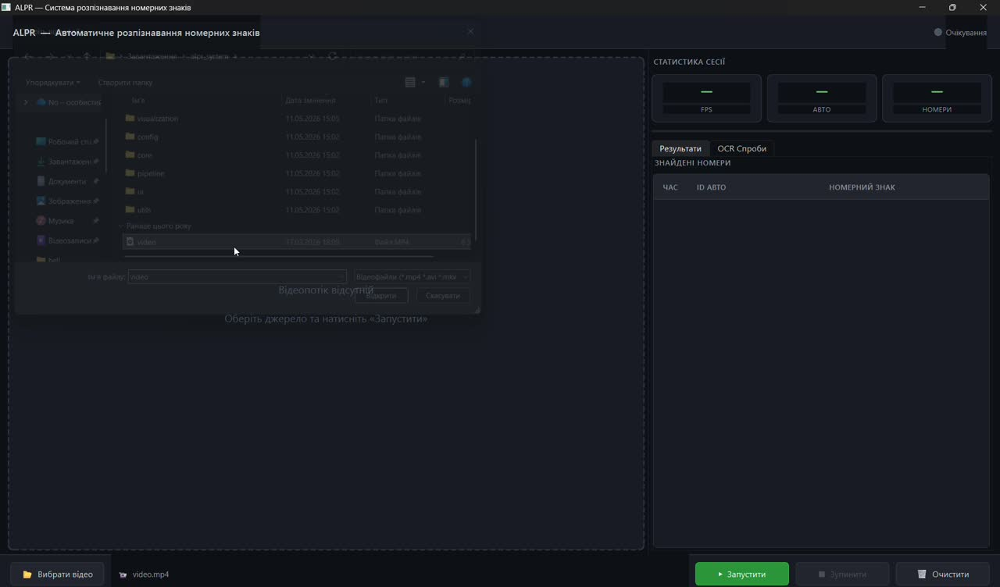 ALPR — Система розпізнавання номерних знаків
ALPR — Автоматичне розпізнавання номерних знаків
Очікування
Завантаження alpr_system
Упорядкувати Створити папку
No – особистий
Ім'я Дата змінення Тип Розмір
visualization 11.05.2026 15:05 Папка файлів
config 11.05.2026 15:02 Папка файлів
core 11.05.2026 15:02 Папка файлів
pipeline 11.05.2026 15:02 Папка файлів
ui 11.05.2026 15:02 Папка файлів
utils 11.05.2026 15:02 Папка файлів
Раніше цього року
video 17.03.2026 18:09 Файл MP4
Робочий сті
Завантажен
Документи
Зображення
Музика
Відеозаписи
Ім'я файлу: video Відеофайли (*.mp4 *.avi *.mkv
Відкрити Скасувати
Відеопотік відсутній
Оберіть джерело та натисніть «Запустити»
СТАТИСТИКА СЕСІЇ
— — —
FPS АВТО НОМЕРИ
Результати OCR Спроби
ЗНАЙДЕНІ НОМЕРИ
ЧАС ID АВТО НОМЕРНИЙ ЗНАК
Вибрати відео video.mp4 Запустити Зупинити Очистити